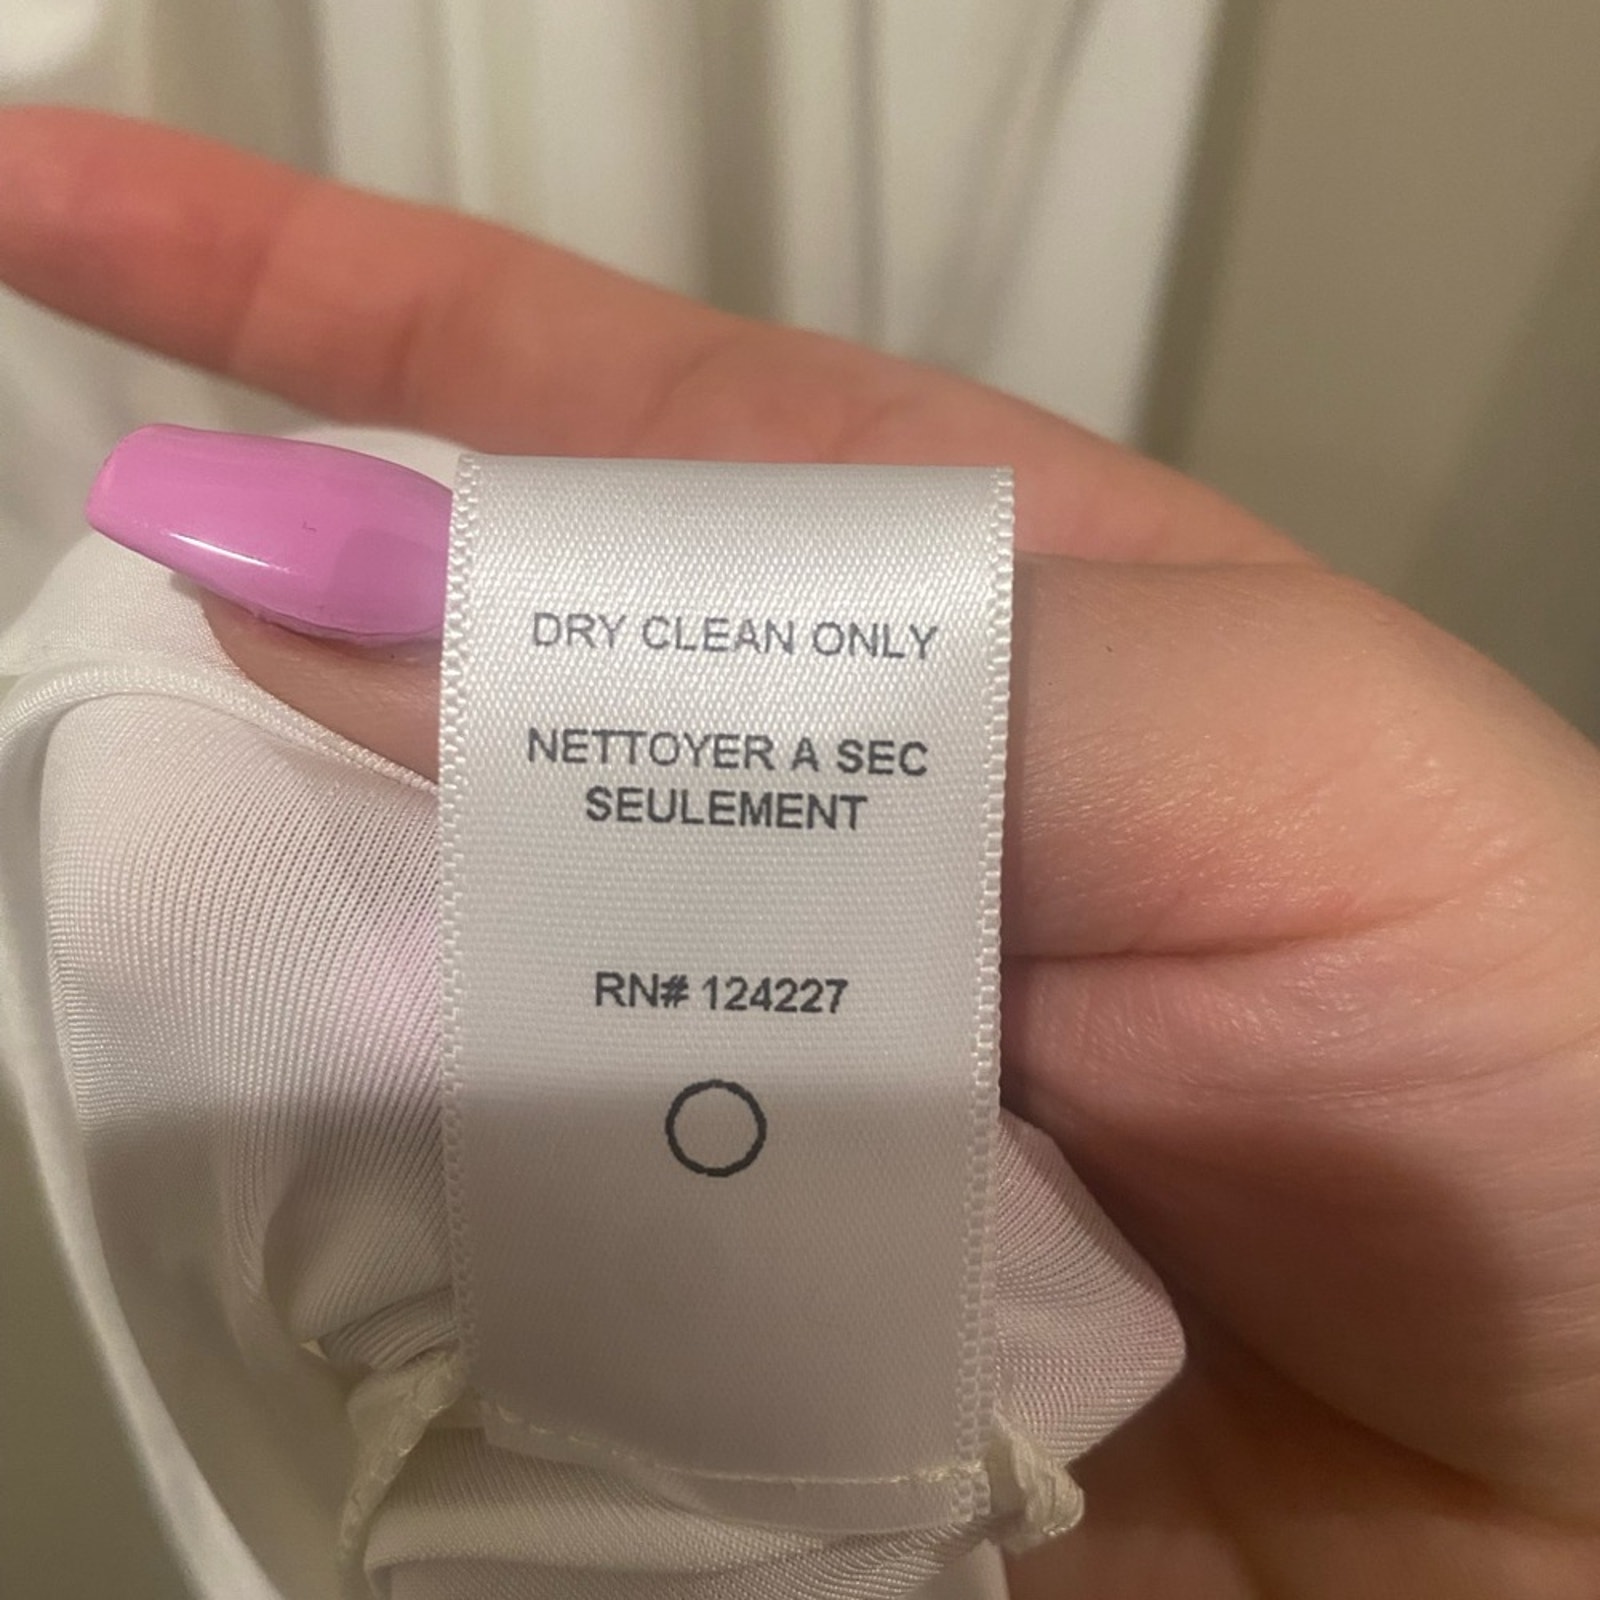 DRY CLEAN ONLY
NETTOYER A SEC
SEULEMENT
RN# 124227